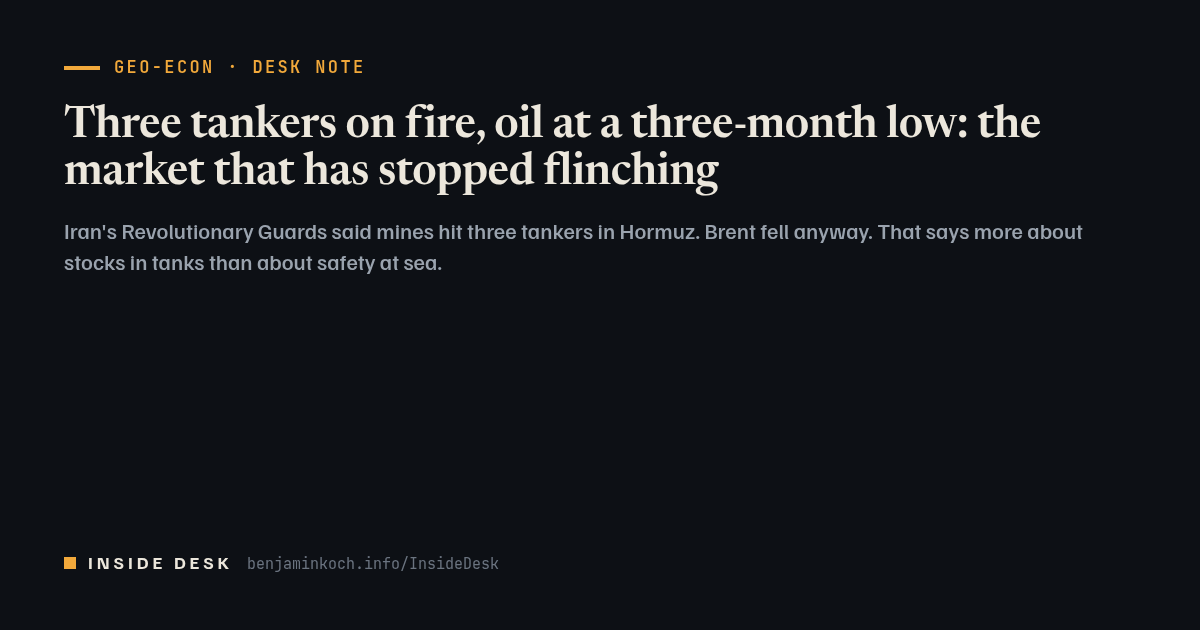 GEO-ECON · DESK NOTE
Three tankers on fire, oil at a three-month low: the
market that has stopped flinching
Iran's Revolutionary Guards said mines hit three tankers in Hormuz. Brent fell anyway. That says more about
stocks in tanks than about safety at sea.
INSIDE DESK benjaminkoch.info/InsideDesk